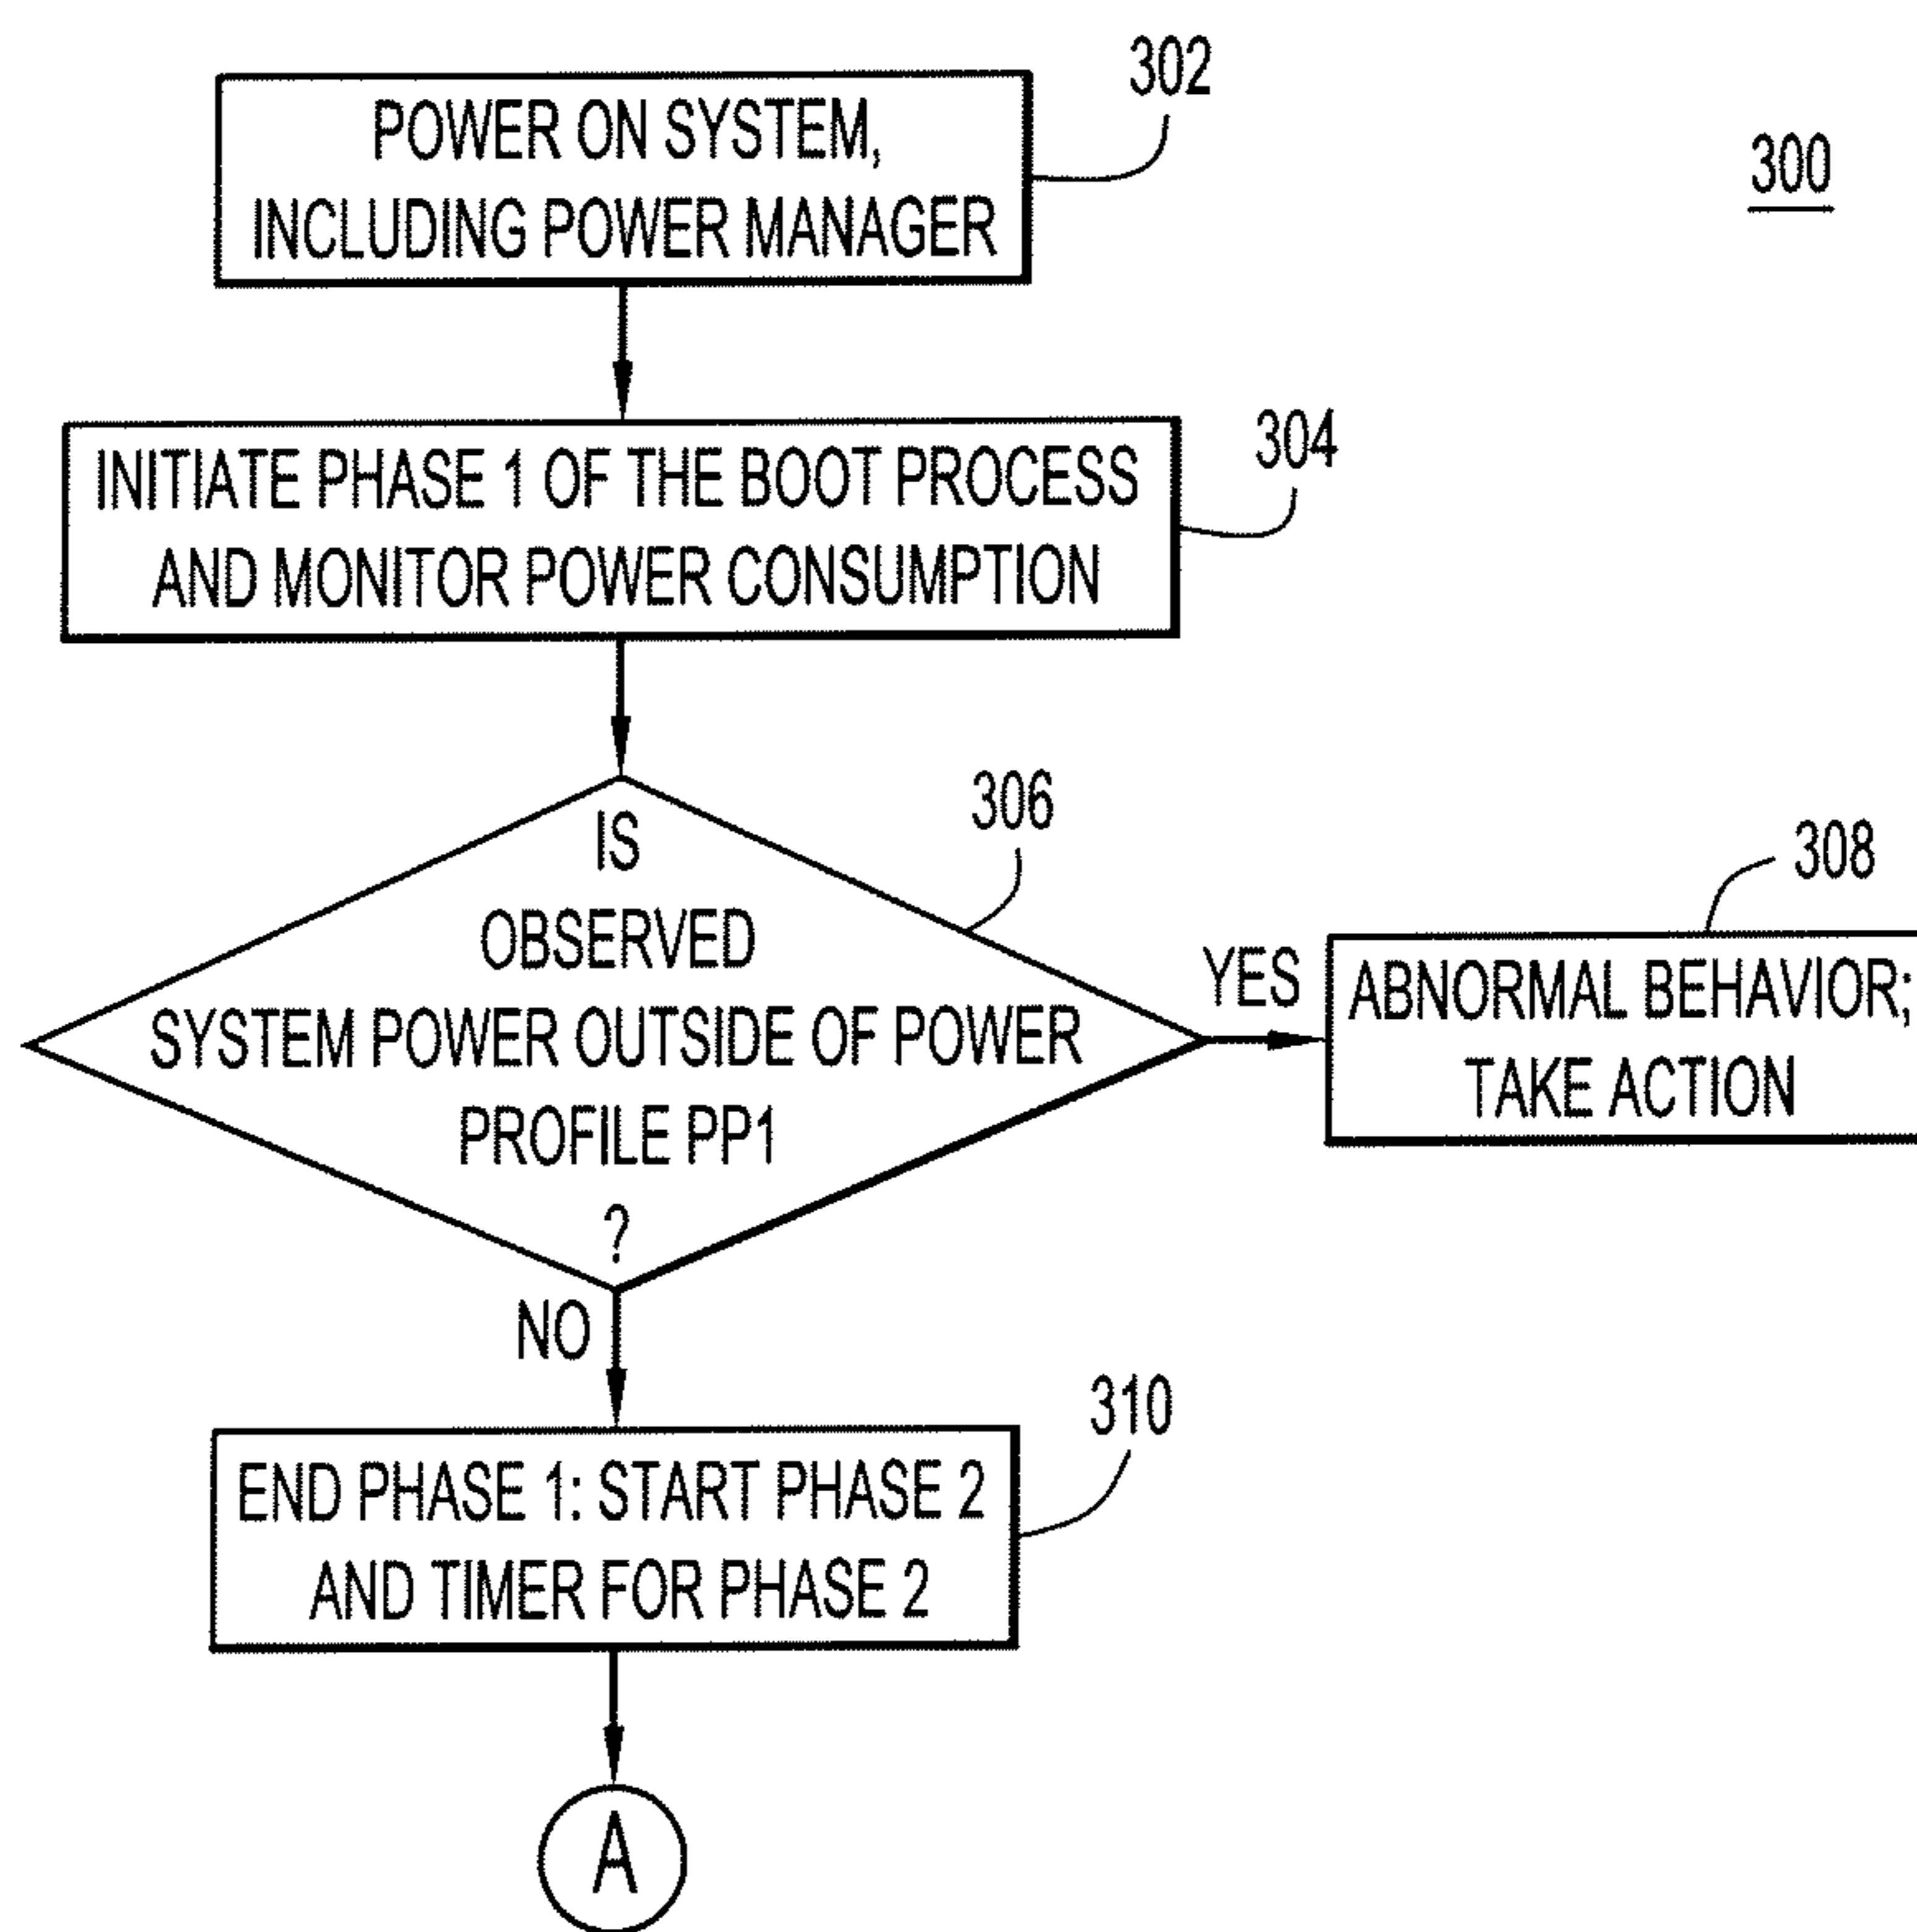 302
POWER ON SYSTEM,
INCLUDING POWER MANAGER
300
304
INITIATE PHASE 1 OF THE BOOT PROCESS
AND MONITOR POWER CONSUMPTION
306
IS
OBSERVED
SYSTEM POWER OUTSIDE OF POWER
PROFILE PP1
?
YES
308
ABNORMAL BEHAVIOR;
TAKE ACTION
NO
310
END PHASE 1: START PHASE 2
AND TIMER FOR PHASE 2
A